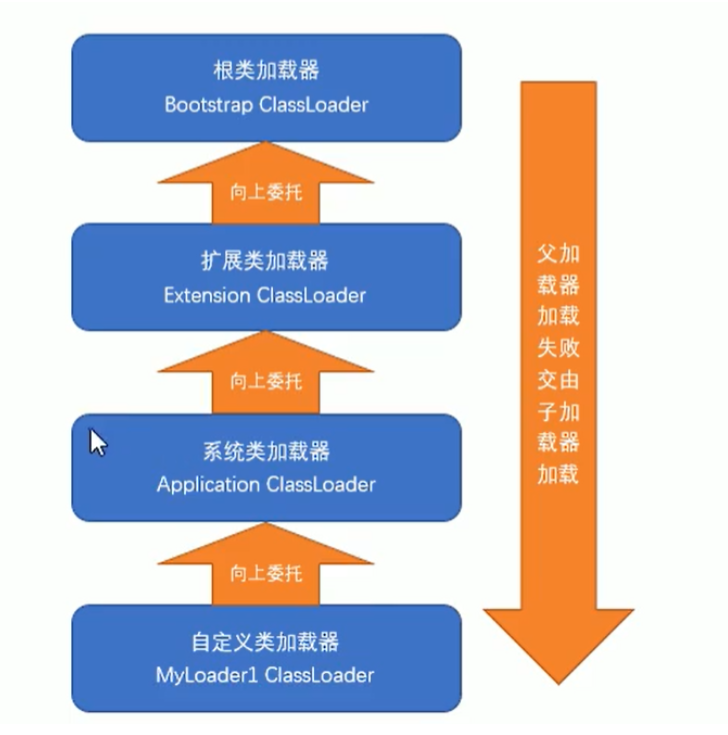 根类加载器
Bootstrap ClassLoader
向上委托
扩展类加载器
Extension ClassLoader
向上委托
系统类加载器
Application ClassLoader
向上委托
自定义类加载器
MyLoader1 ClassLoader
父加
载器
加载
失败
交由
子加
载器
加载